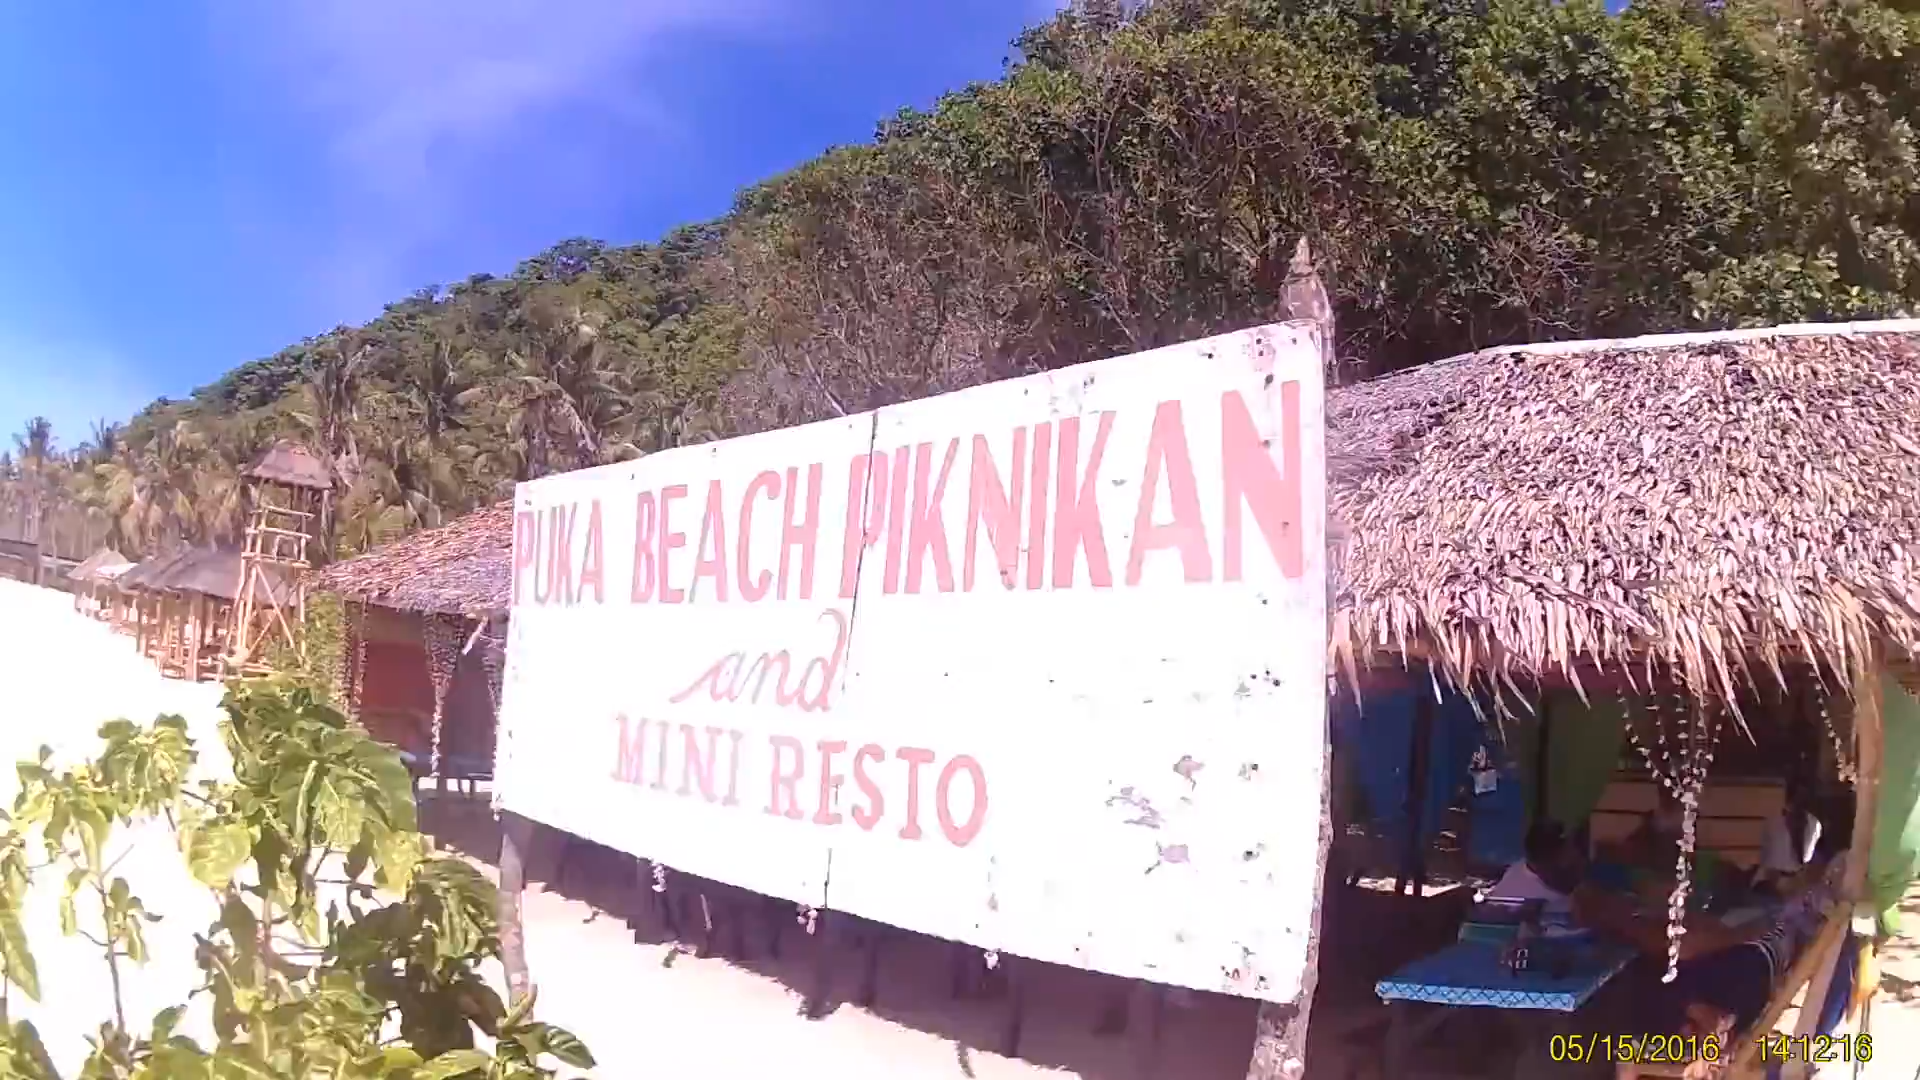 PUKA BEACH PIKNIKAN
and
MINI RESTO
05/15/2016 14:12:16